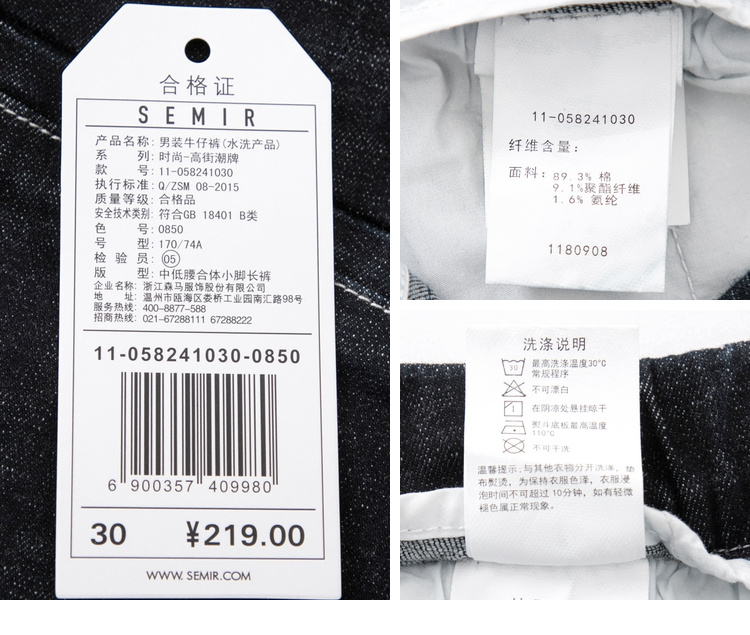 合格证
SEMIR
产品名称: 男装牛仔裤(水洗产品)
系 列: 时尚-高街潮牌
款 号: 11-058241030
执行标准: Q/ZSM 08-2015
质量等级: 合格品
安全技术类别: 符合GB 18401 B类
色 号: 0850
号 型: 170/74A
检 验 员: 05
版 型: 中低腰合体小脚长裤
企业名称: 浙江森马服饰股份有限公司
地 址: 温州市瓯海区娄桥工业园南汇路98号
服务热线: 400-8877-588
招商热线: 021-67288111 67288222
11-058241030-0850
6 900357 409980
30 ¥219.00
WWW. SEMIR.COM
11-058241030
纤维含量:
面料: 89.3% 棉
9.1%聚酯纤维
1.6% 氨纶
1180908
洗涤说明
30 最高洗涤温度30°C
常规程序
不可漂白
在阴凉处悬挂晾干
熨斗底板最高温度
110°C
不可干洗
温馨提示:与其他衣物分开洗涤, 垫
布熨烫, 为保持衣服色泽, 衣服浸
泡时间不可超过 10分钟, 如有轻微
褪色属正常现象。